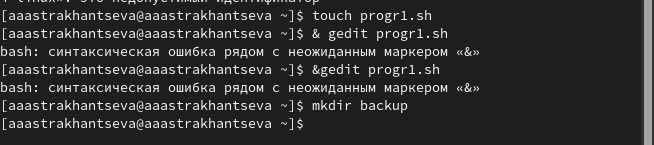 [aaastrakhantseva@aaastrakhantseva ~]$ touch progr1.sh
[aaastrakhantseva@aaastrakhantseva ~]$ & gedit progr1.sh
bash: синтаксическая ошибка рядом с неожиданным маркером «&»
[aaastrakhantseva@aaastrakhantseva ~]$ &gedit progr1.sh
bash: синтаксическая ошибка рядом с неожиданным маркером «&»
[aaastrakhantseva@aaastrakhantseva ~]$ mkdir backup
[aaastrakhantseva@aaastrakhantseva ~]$